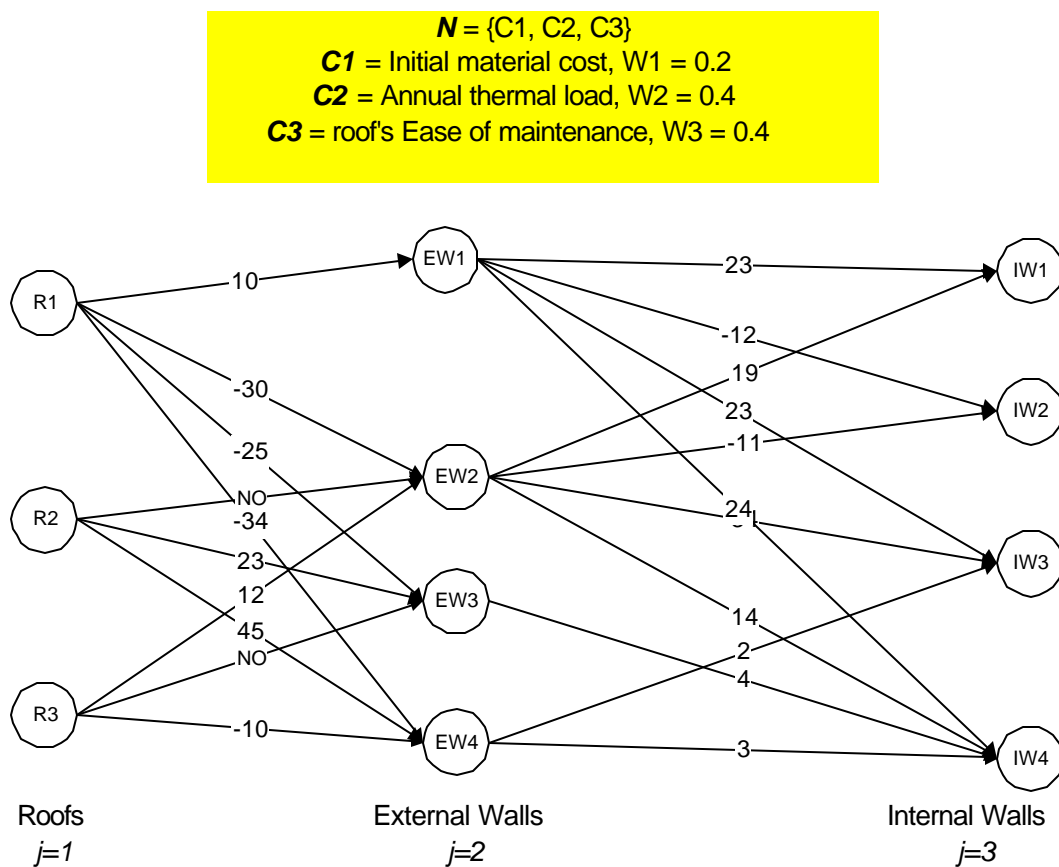 N = {C1, C2, C3}
C1 = Initial material cost, W1 = 0.2
C2 = Annual thermal load, W2 = 0.4
C3 = roof's Ease of maintenance, W3 = 0.4
EW1
23
IW1
10
R1
-12
19
-30
23
IW2
-25
-11
EW2
NO
24
R2
-34
23
IW3
12
EW3
14
45
2
NO
4
R3
-10
EW4
3
IW4
Roofs
External Walls
Internal Walls
j=1
j=2
j=3